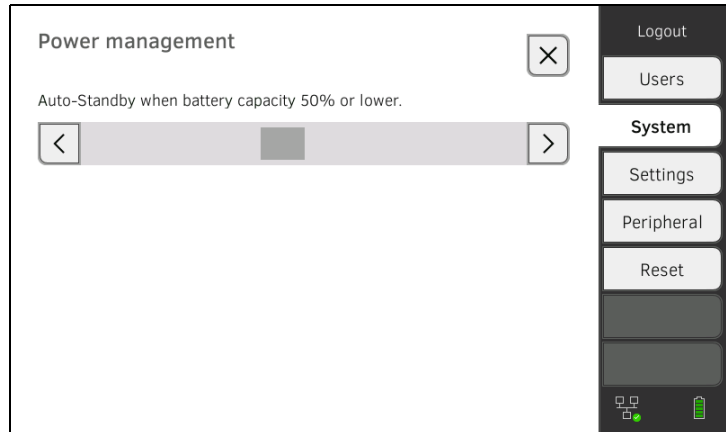 Power management
Auto-Standby when battery capacity 50% or lower.
Logout
Users
System
Settings
Peripheral
Reset